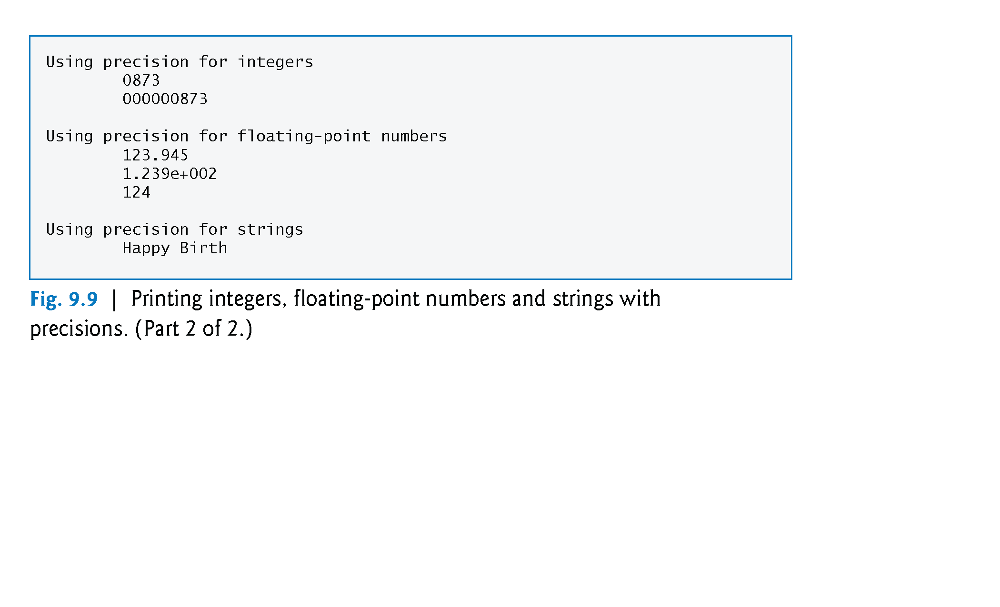 Using precision for integers
        0873
        000000873
Using precision for floating-point numbers
        123.945
        1.239e+002
        124
Using precision for strings
        Happy Birth
Fig. 9.9 | Printing integers, floating-point numbers and strings with
precisions. (Part 2 of 2.)